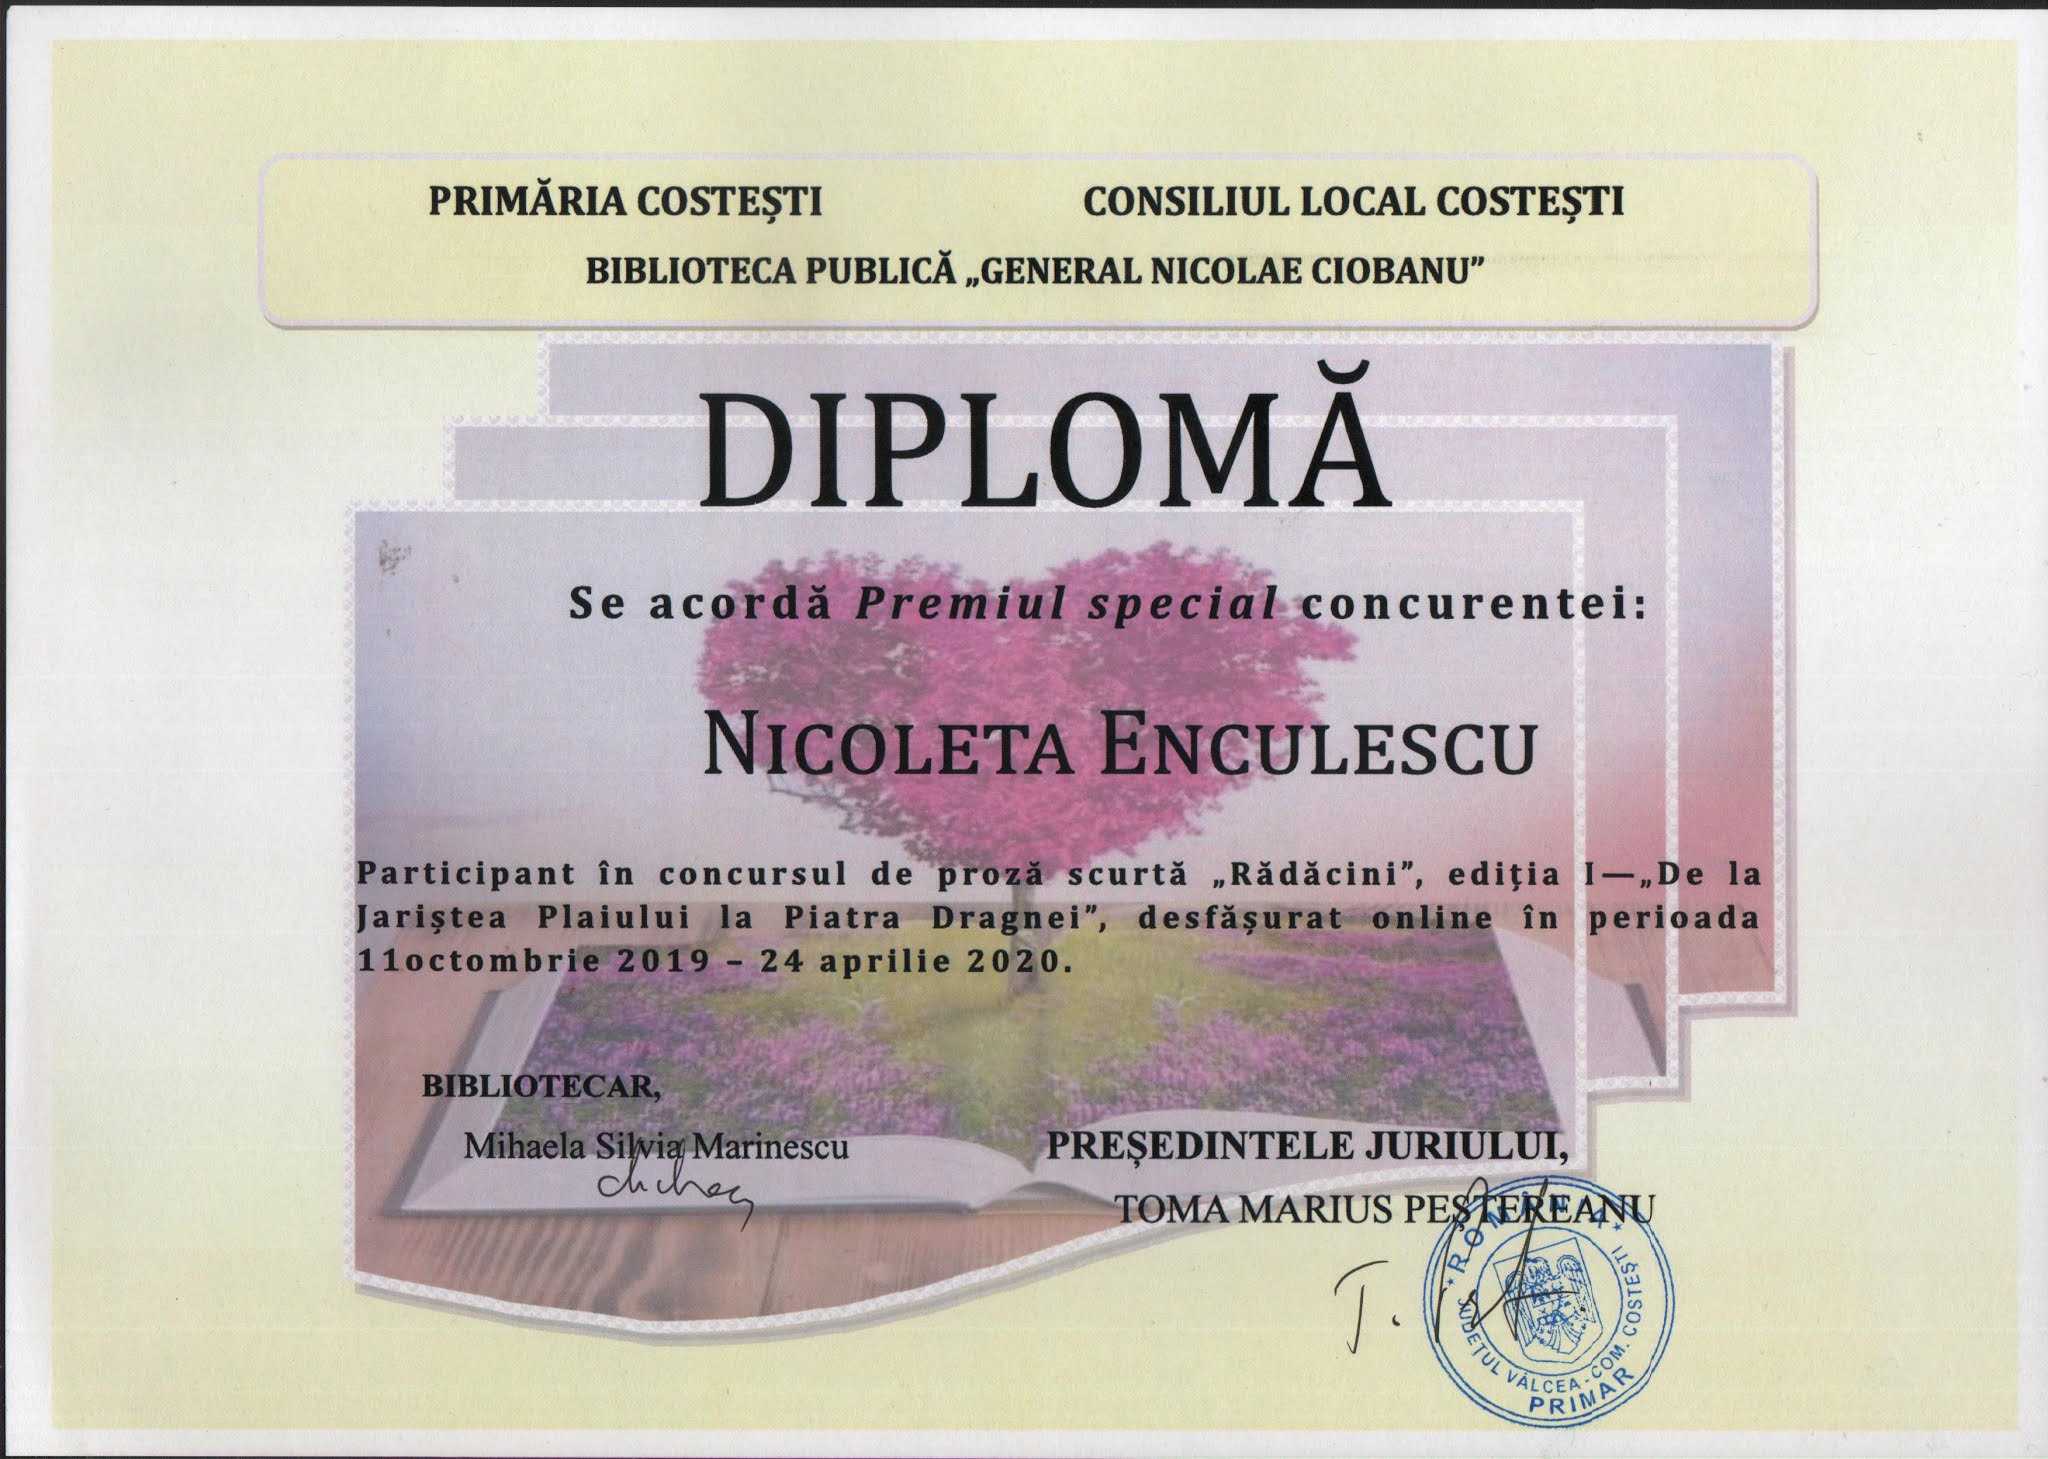 PRIMĂRIA COSTEȘTI CONSILIUL LOCAL COSTEȘTI
BIBLIOTECA PUBLICĂ „GENERAL NICOLAE CIOBANU”
DIPLOMĂ
Se acordă Premiul special concurentei:
NICOLETA ENCULESCU
Participant în concursul de proză scurtă „Rădăcini”, ediția I—„De la
Jariștea Plaiului la Piatra Dragnei”, desfășurat online în perioada
11octombrie 2019 – 24 aprilie 2020.
BIBLIOTECAR,
Mihaela Silvia Marinescu
PREȘEDINTELE JURIULUI,
TOMA MARIUS PEȘTEREANU
* ROMÂNIA *
JUDEȚUL VÂLCEA - COM. COSTEȘTI
PRIMAR